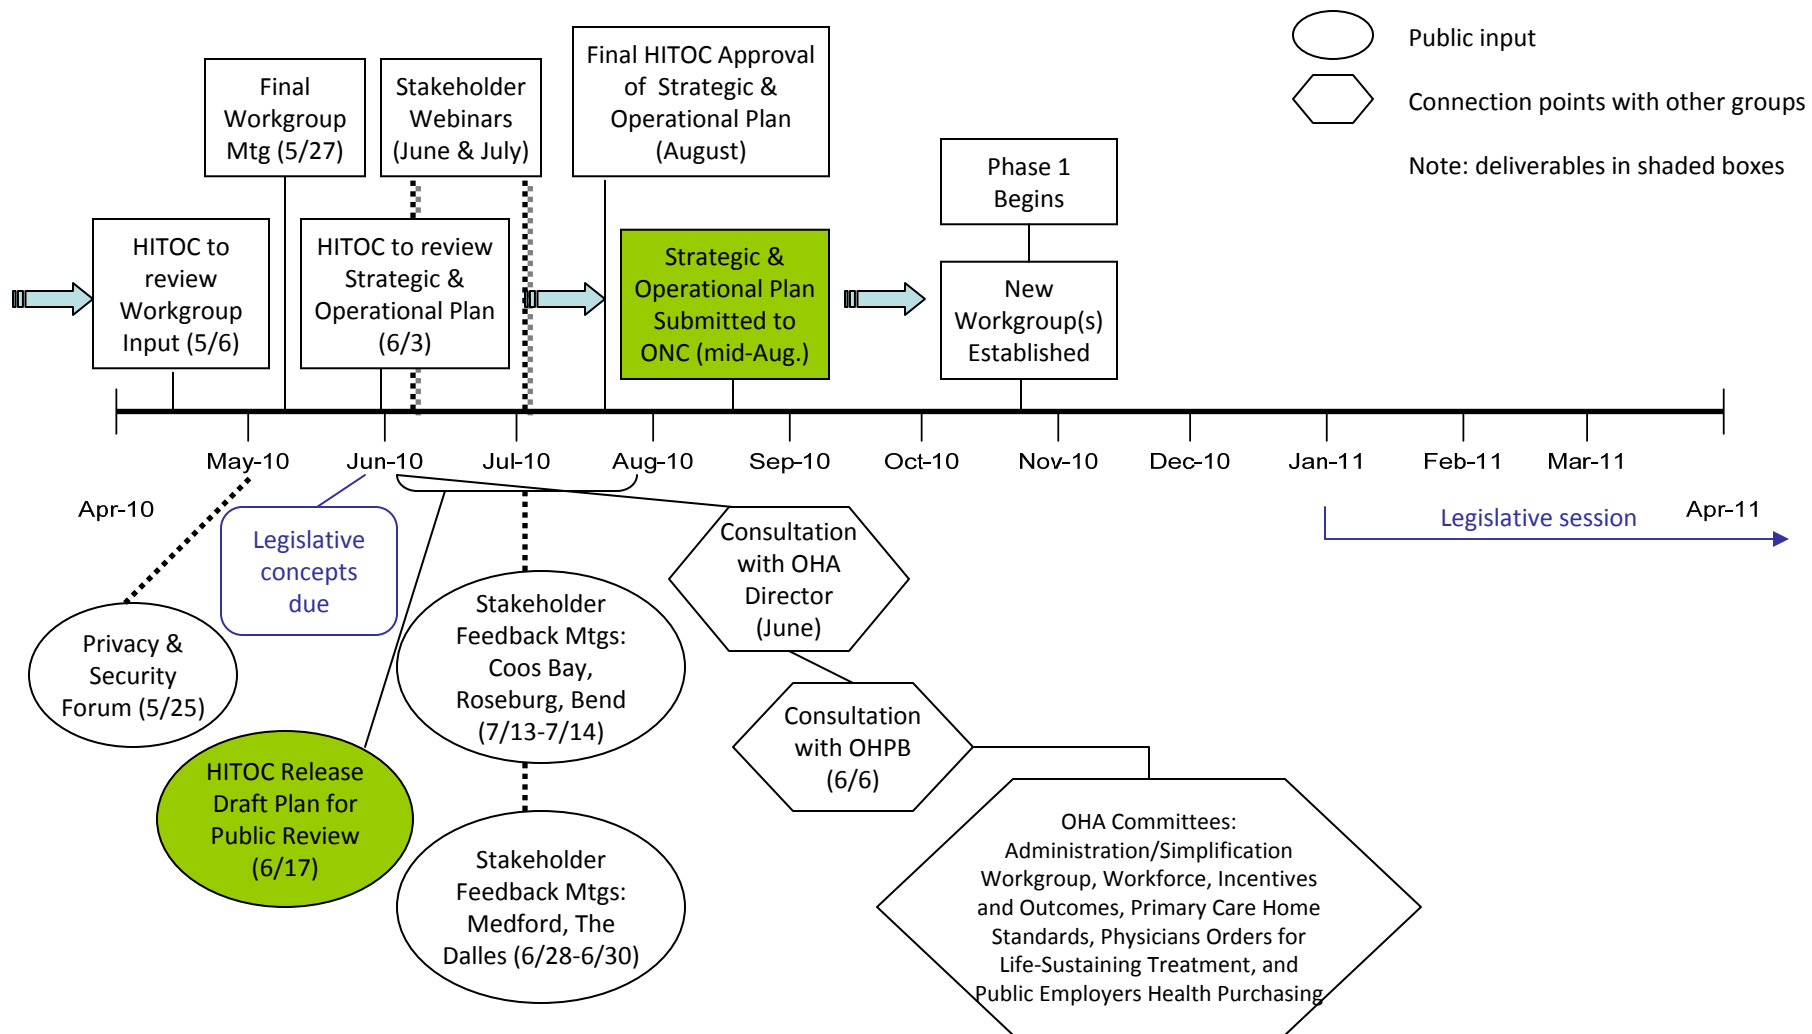 Public input
Connection points with other groups
Note: deliverables in shaded boxes
Final
Workgroup
Mtg (5/27)
Stakeholder
Webinars
(June & July)
Final HITOC Approval
of Strategic &
Operational Plan
(August)
Phase 1
Begins
HITOC to
review
Workgroup
Input (5/6)
HITOC to review
Strategic &
Operational Plan
(6/3)
Strategic &
Operational Plan
Submitted to
ONC (mid-Aug.)
New
Workgroup(s)
Established
May-10 Jun-10 Jul-10 Aug-10 Sep-10 Oct-10 Nov-10 Dec-10 Jan-11 Feb-11 Mar-11
Apr-10
Apr-11
Legislative session
Legislative
concepts
due
Privacy &
Security
Forum (5/25)
HITOC Release
Draft Plan for
Public Review
(6/17)
Stakeholder
Feedback Mtgs:
Coos Bay,
Roseburg, Bend
(7/13-7/14)
Stakeholder
Feedback Mtgs:
Medford, The
Dalles (6/28-6/30)
Consultation
with OHA
Director
(June)
Consultation
with OHPB
(6/6)
OHA Committees:
Administration/Simplification
Workgroup, Workforce, Incentives
and Outcomes, Primary Care Home
Standards, Physicians Orders for
Life-Sustaining Treatment, and
Public Employers Health Purchasing